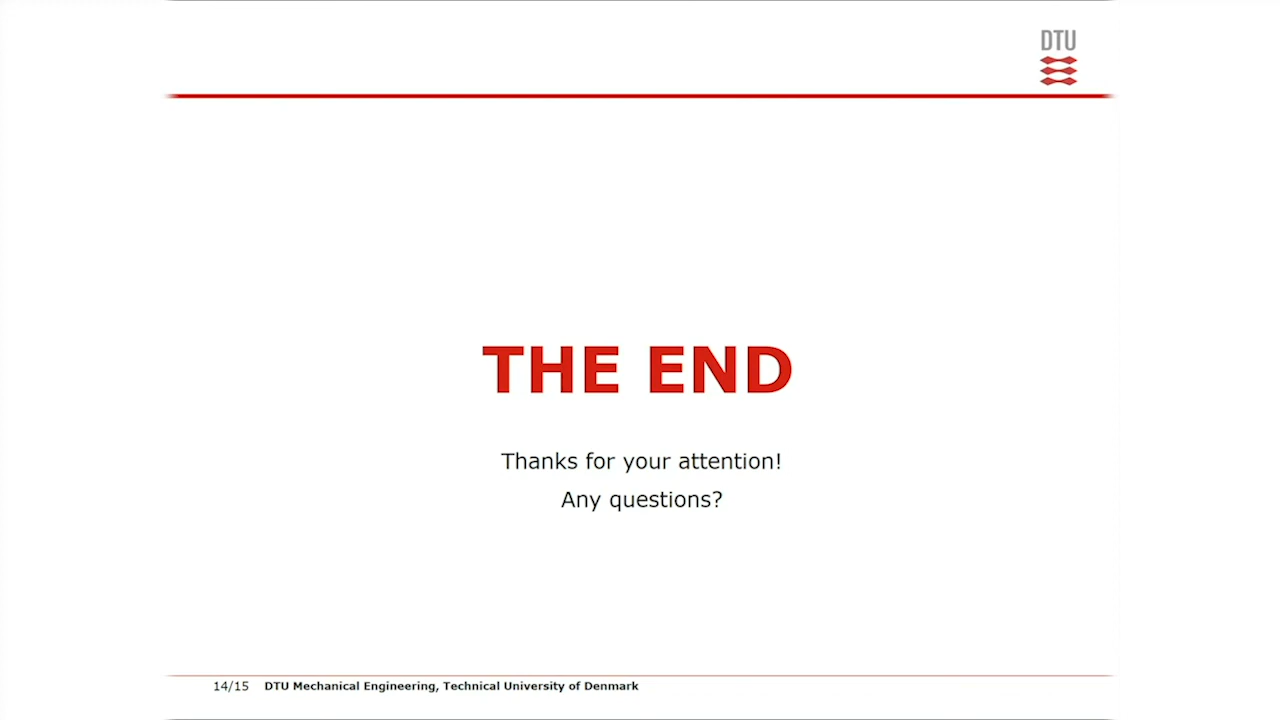 DTU
THE END
Thanks for your attention!
Any questions?
14/15 DTU Mechanical Engineering, Technical University of Denmark